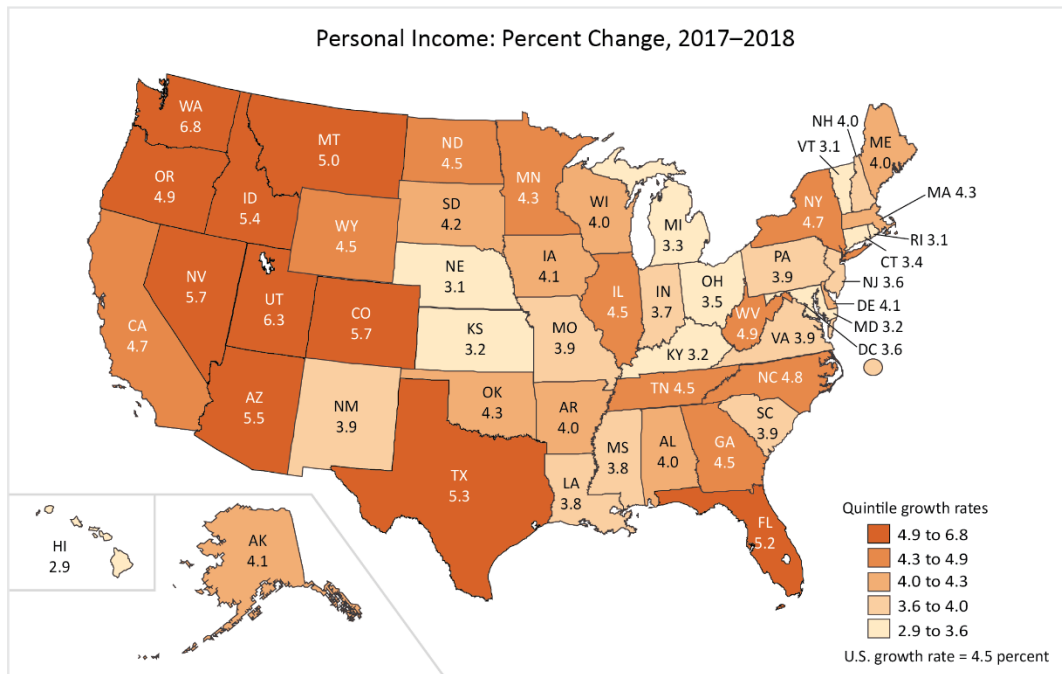 Personal Income: Percent Change, 2017–2018
WA
6.8
MT
5.0
ND
4.5
MN
4.3
OR
4.9
ID
5.4
WY
4.5
SD
4.2
WI
4.0
MI
3.3
NY
4.7
VT 3.1
NH 4.0
ME
4.0
MA 4.3
RI 3.1
CT 3.4
NJ 3.6
DE 4.1
MD 3.2
DC 3.6
CA
4.7
NV
5.7
UT
6.3
CO
5.7
NE
3.1
IA
4.1
IL
4.5
IN
3.7
OH
3.5
PA
3.9
WV
4.9
VA 3.9
KS
3.2
MO
3.9
KY 3.2
AZ
5.5
NM
3.9
OK
4.3
AR
4.0
TN 4.5
NC 4.8
SC
3.9
TX
5.3
LA
3.8
MS
3.8
AL
4.0
GA
4.5
FL
5.2
HI
2.9
AK
4.1
Quintile growth rates
4.9 to 6.8
4.3 to 4.9
4.0 to 4.3
3.6 to 4.0
2.9 to 3.6
U.S. growth rate = 4.5 percent